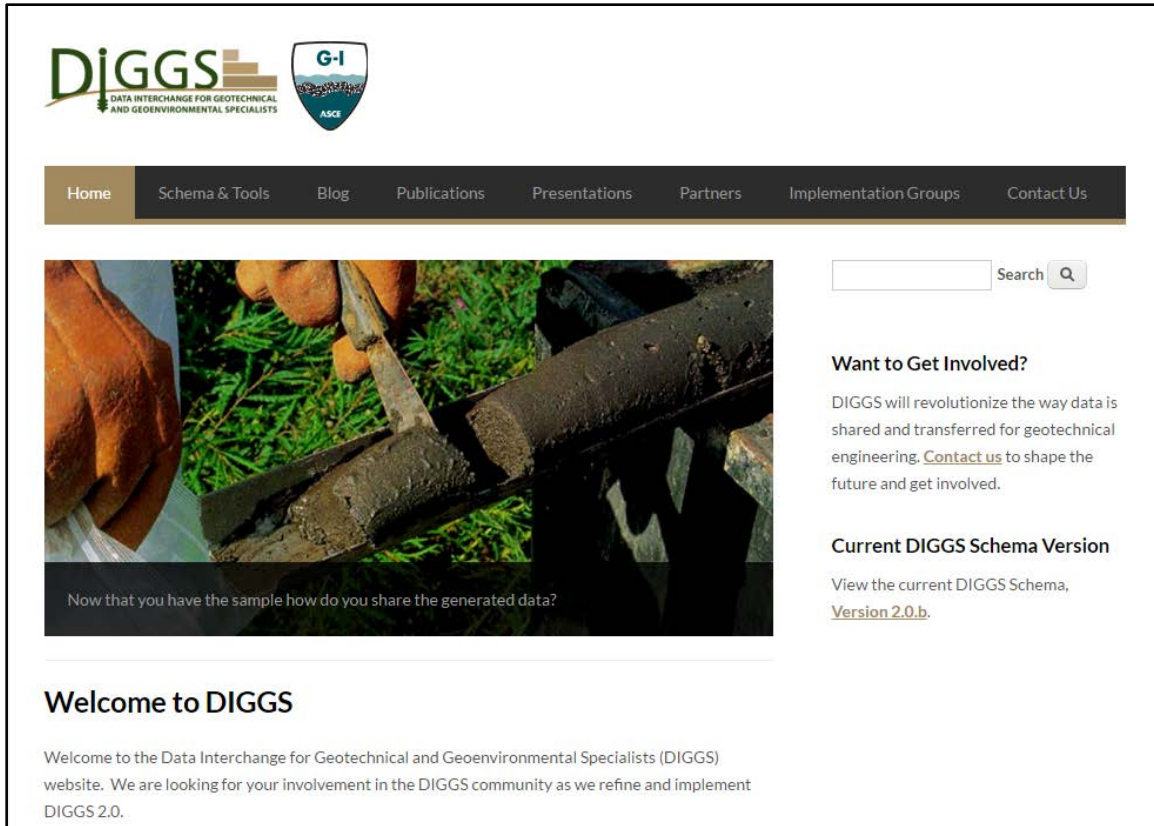 DIGGS
DATA INTERCHANGE FOR GEOTECHNICAL
AND GEOENVIRONMENTAL SPECIALISTS
G-I
ASCE
Home Schema & Tools Blog Publications Presentations Partners Implementation Groups Contact Us
Now that you have the sample how do you share the generated data?
Search
Want to Get Involved?
DIGGS will revolutionize the way data is
shared and transferred for geotechnical
engineering. Contact us to shape the
future and get involved.
Current DIGGS Schema Version
View the current DIGGS Schema,
Version 2.0.b.
Welcome to DIGGS
Welcome to the Data Interchange for Geotechnical and Geoenvironmental Specialists (DIGGS)
website. We are looking for your involvement in the DIGGS community as we refine and implement
DIGGS 2.0.